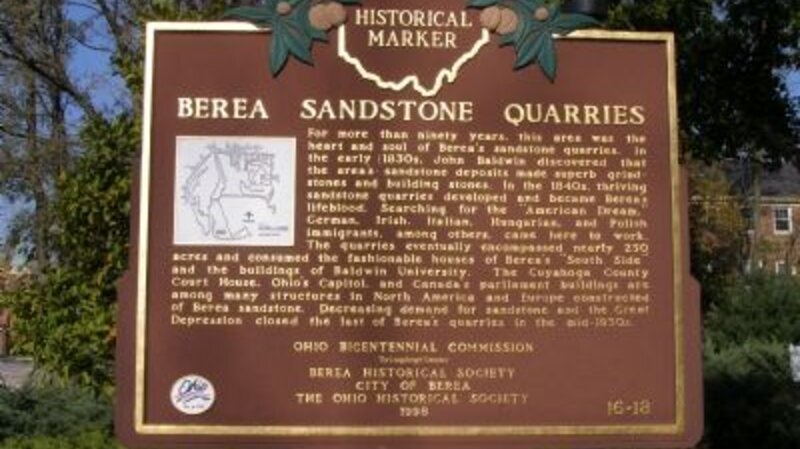 HISTORICAL
MARKER
BEREA SANDSTONE QUARRIES
For more than ninety years, this area was the
heart and soul of Berea's sandstone quarries. In
the early 1830s, John Baldwin discovered that
the area's sandstone deposits made superb grind-
stones and building stones. In the 1840s, thriving
sandstone quarries developed and became Berea's
lifeblood. Searching for the "American Dream,"
German, Irish, Italian, Hungarian, and Polish
immigrants, among others, came here to work.
The quarries eventually encompassed nearly 250
acres and consumed the fashionable houses of Berea's "South Side"
and the buildings of Baldwin University. The Cuyahoga County
Court House, Ohio's Capitol, and Canada's parliament buildings are
among many structures in North America and Europe constructed
of Berea sandstone. Decreasing demand for sandstone and the Great
Depression closed the last of Berea's quarries in the mid-1930s.
OHIO BICENTENNIAL COMMISSION
BEREA HISTORICAL SOCIETY
CITY OF BEREA
THE OHIO HISTORICAL SOCIETY
1998
16-18
Ohio